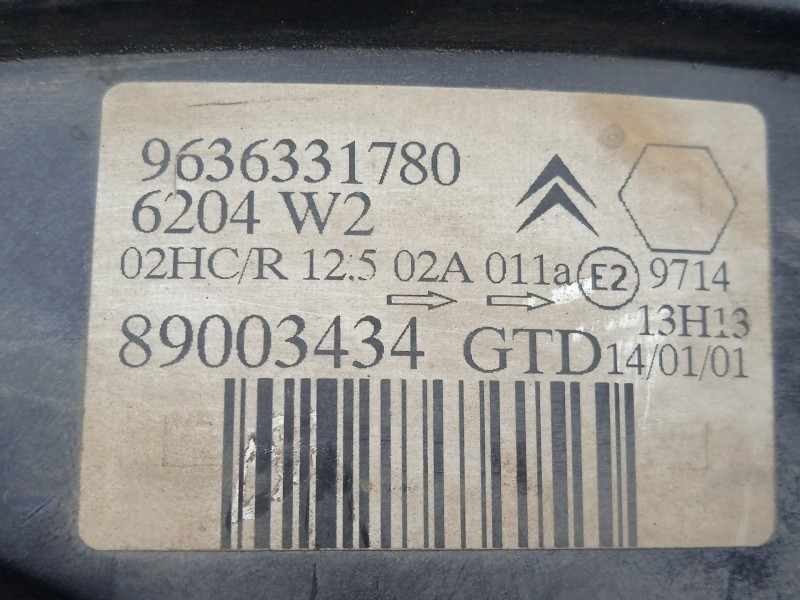 9636331780
6204 W2
02HC/R 12.5 02A 011a E2 9714
13H13
89003434 GTD 14/01/01